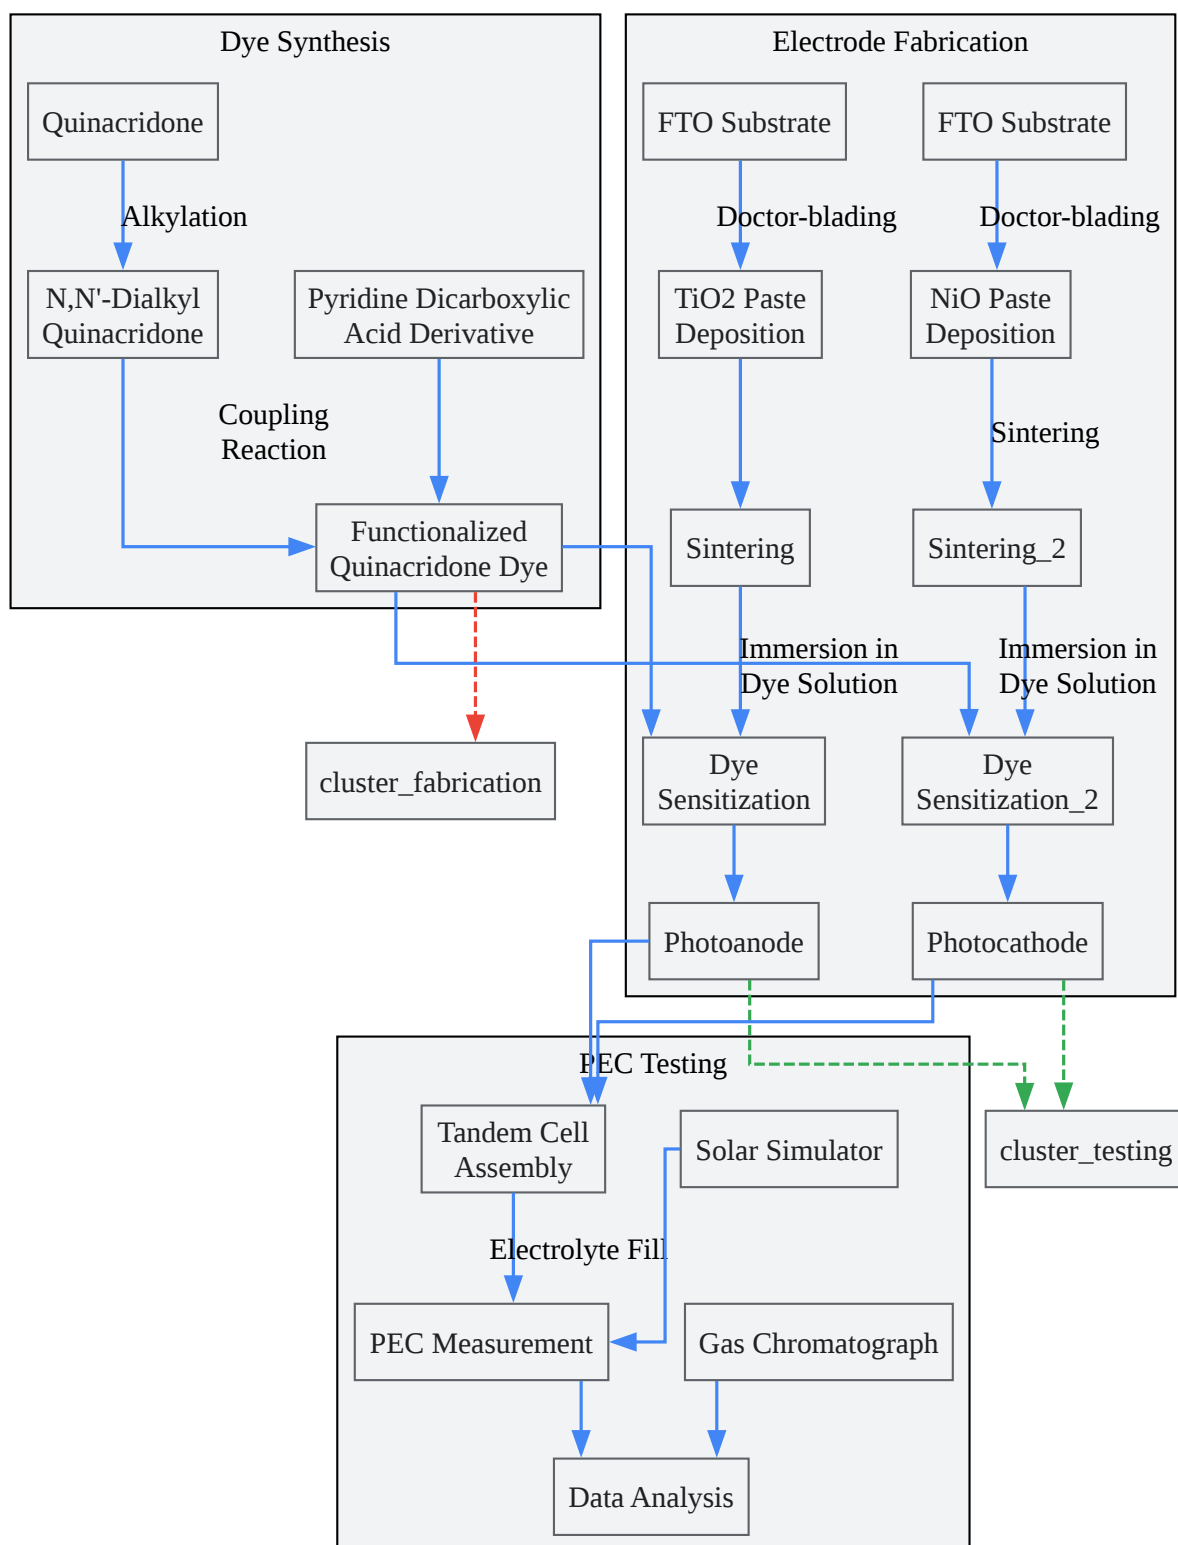 Dye Synthesis
Quinacridone
Alkylation
N,N'-Dialkyl
Quinacridone
Pyridine Dicarboxylic
Acid Derivative
Coupling
Reaction
Functionalized
Quinacridone Dye
cluster_fabrication
Electrode Fabrication
FTO Substrate
FTO Substrate
Doctor-blading
Doctor-blading
TiO2 Paste
Deposition
NiO Paste
Deposition
Sintering
Sintering
Sintering_2
Immersion in
Dye Solution
Immersion in
Dye Solution
Dye
Sensitization
Dye
Sensitization_2
Photoanode
Photocathode
PEC Testing
Tandem Cell
Assembly
Solar Simulator
cluster_testing
Electrolyte Fill
PEC Measurement
Gas Chromatograph
Data Analysis